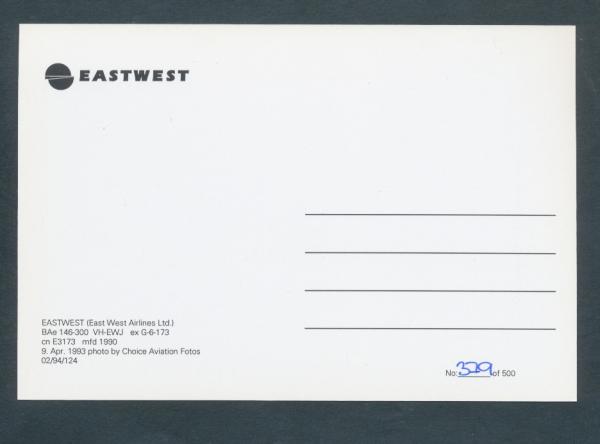 EASTWEST
EASTWEST (East West Airlines Ltd.)
BAe 146-300 VH-EWJ ex G-6-173
cn E3173 mfd 1990
9. Apr. 1993 photo by Choice Aviation Fotos
02/94/124
No: 329 of 500